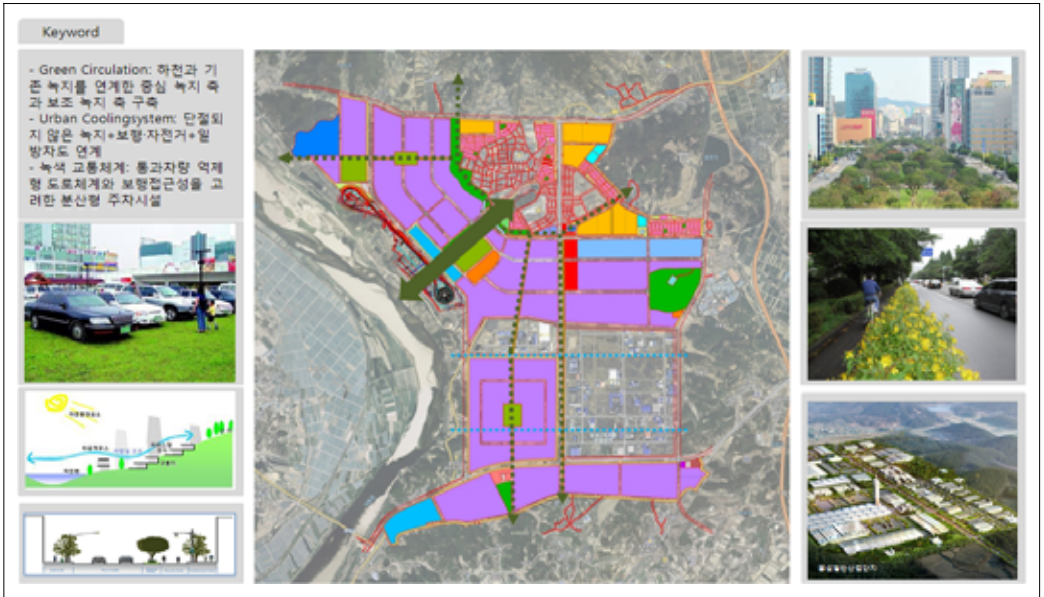 Keyword
- Green Circulation: 하천과 기
존 녹지를 연계한 중심 녹지 축
과 보조 녹지 축 구축
- Urban Coolingsystem: 단절되
지 않은 녹지+보행·자전거+일
방차도 연계
- 녹색 교통체계: 통과차량 억제
형 도로체계와 보행접근성을 고
려한 분산형 주차시설